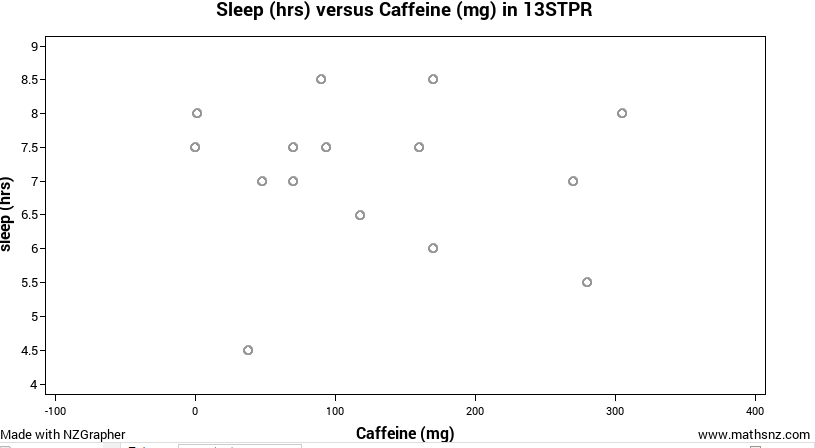 Sleep (hrs) versus Caffeine (mg) in 13STPR
9
8.5
8
7.5
7
6.5
6
5.5
5
4.5
4
sleep (hrs)
-100 0 100 200 300 400
Made with NZGrapher Caffeine (mg) www.mathsnz.com